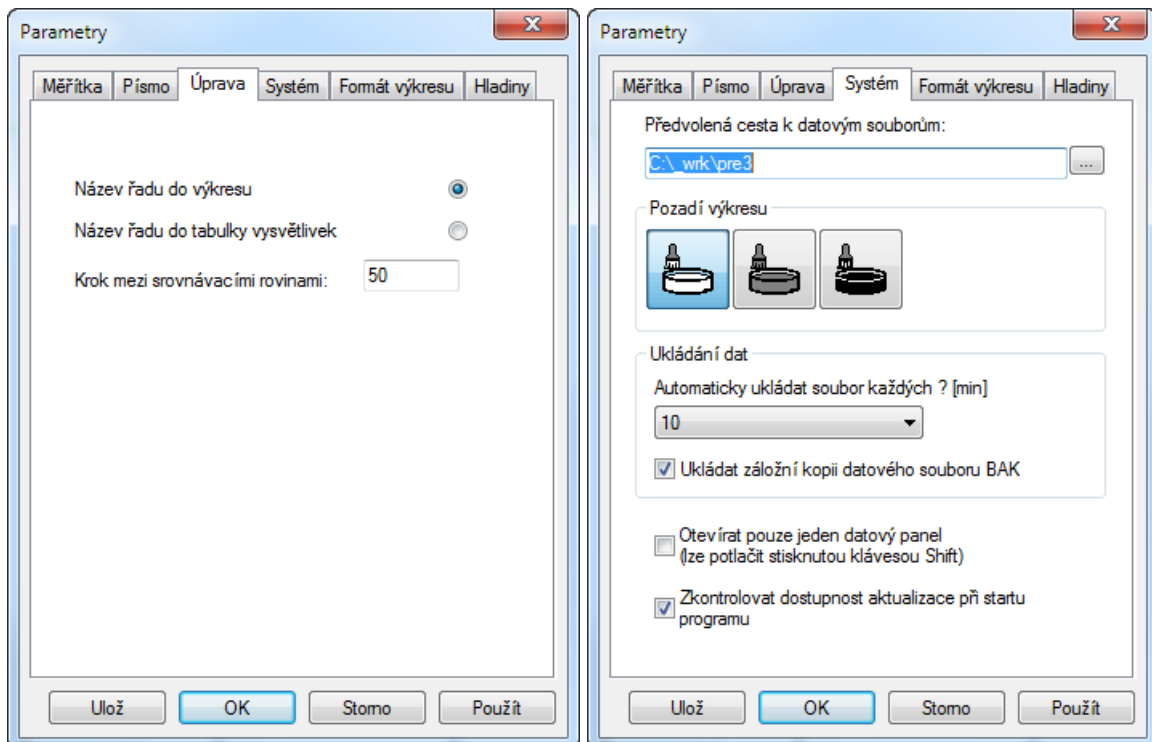 Parametry
Měřítka Písmo Úprava Systém Formát výkresu Hladiny
Název řadu do výkresu
Název řadu do tabulky vysvětlivek
Krok mezi srovnávacími rovinami: 50
Ulož OK Storno Použít
Parametry
Měřítka Písmo Úprava Systém Formát výkresu Hladiny
Předvolená cesta k datovým souborům:
C:\_wrk\pre3 ...
Pozadí výkresu
Ukládání dat
Automaticky ukládat soubor každých ? [min]
10
Ukládat záložní kopii datového souboru BAK
Otevírat pouze jeden datový panel
(lze potlačit stisknutou klávesou Shift)
Zkontrolovat dostupnost aktualizace při startu
programu
Ulož OK Storno Použít